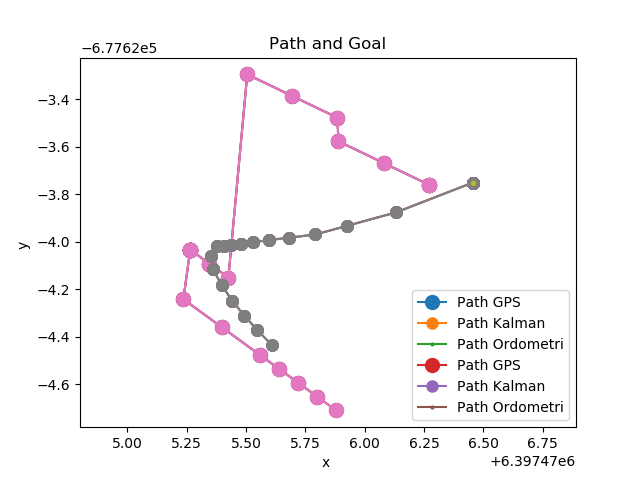 Path and Goal
−6.7762e5
−3.4
−3.6
−3.8
−4.0
−4.2
−4.4
−4.6
y
Path GPS
Path Kalman
Path Ordometri
Path GPS
Path Kalman
Path Ordometri
5.00 5.25 5.50 5.75 6.00 6.25 6.50 6.75
x
+6.39747e6